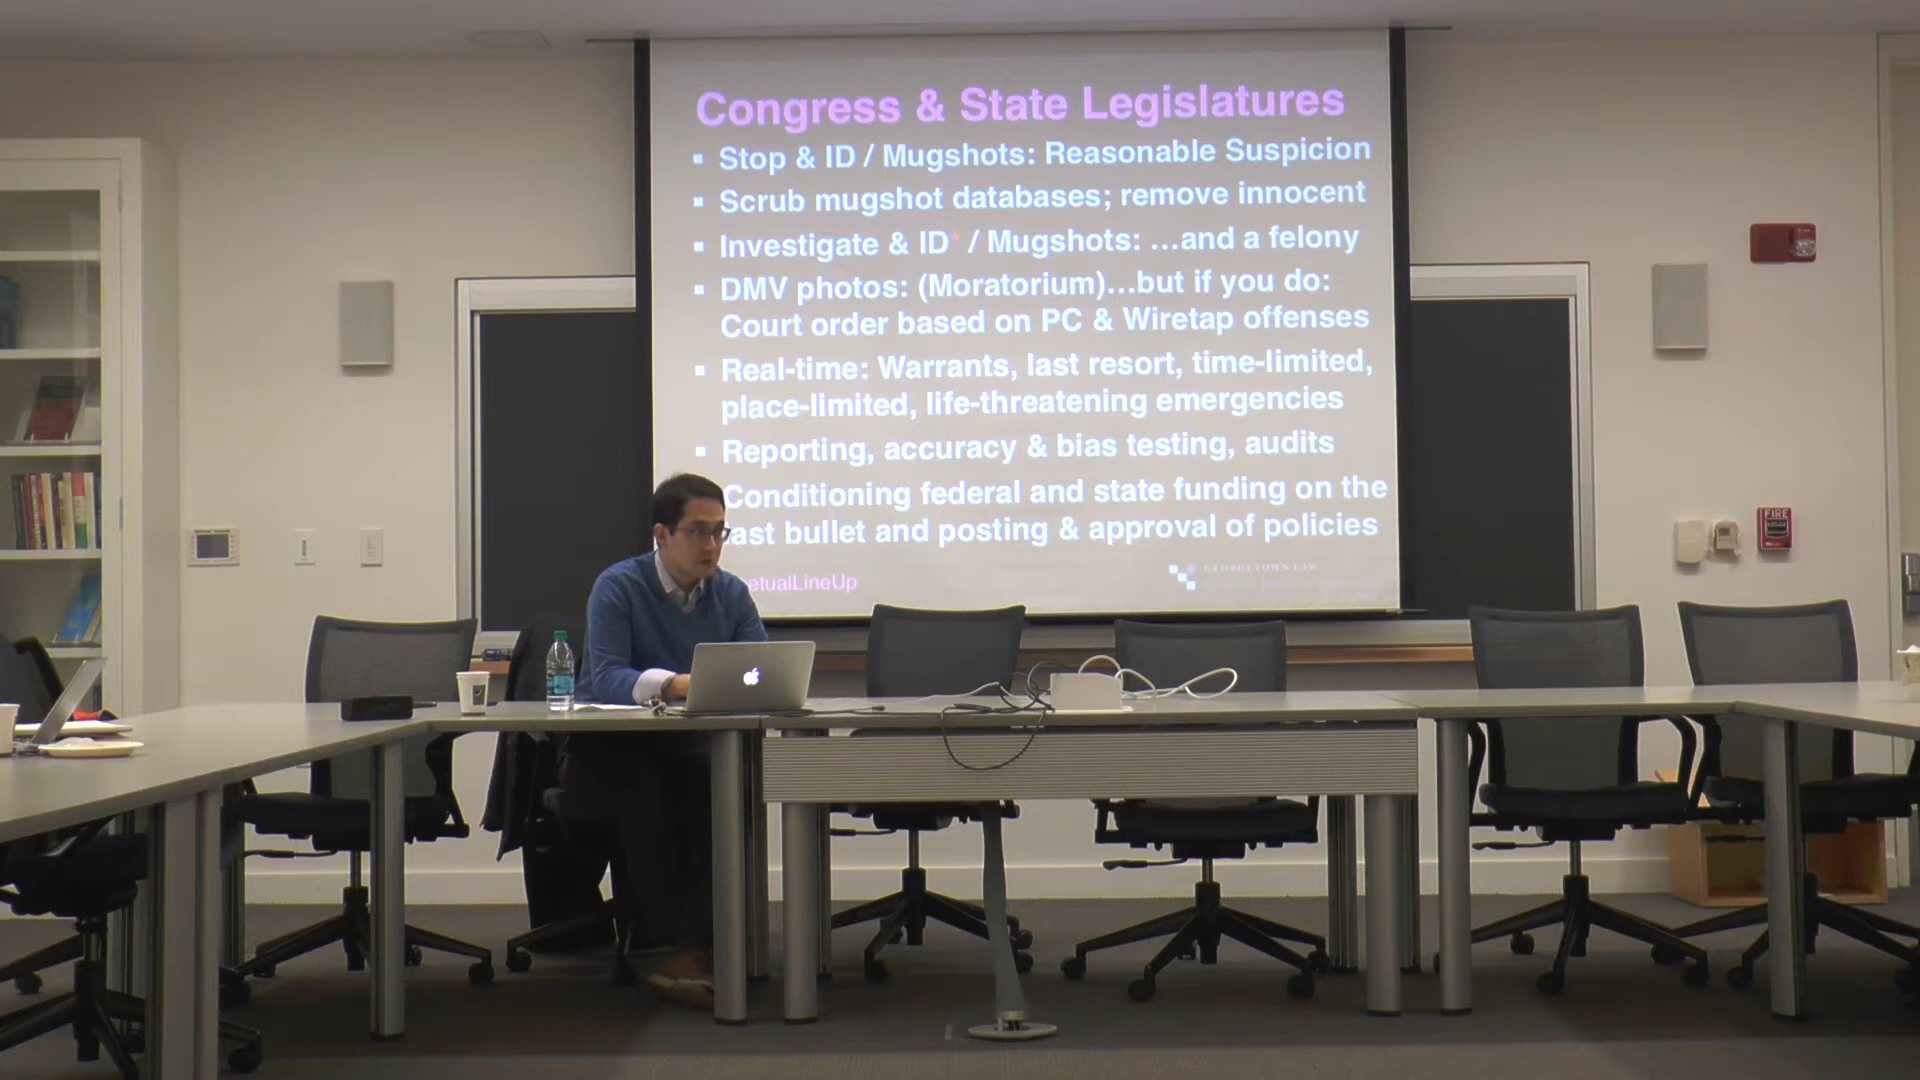 Congress & State Legislatures
▪ Stop & ID / Mugshots: Reasonable Suspicion
▪ Scrub mugshot databases; remove innocent
▪ Investigate & ID / Mugshots: …and a felony
▪ DMV photos: (Moratorium)…but if you do:
Court order based on PC & Wiretap offenses
▪ Real-time: Warrants, last resort, time-limited,
place-limited, life-threatening emergencies
▪ Reporting, accuracy & bias testing, audits
Conditioning federal and state funding on the
last bullet and posting & approval of policies
petualLineUp
GEORGETOWN LAW
FIRE